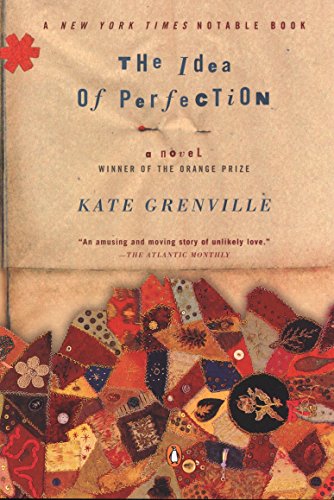 A NEW YORK TIMES NOTABLE BOOK
THE IdEa
Of PERfECTiON
a novel
WINNER OF THE ORANGE PRIZE
KATE GRENVILLE
"An amusing and moving story of unlikely love."
—THE ATLANTIC MONTHLY